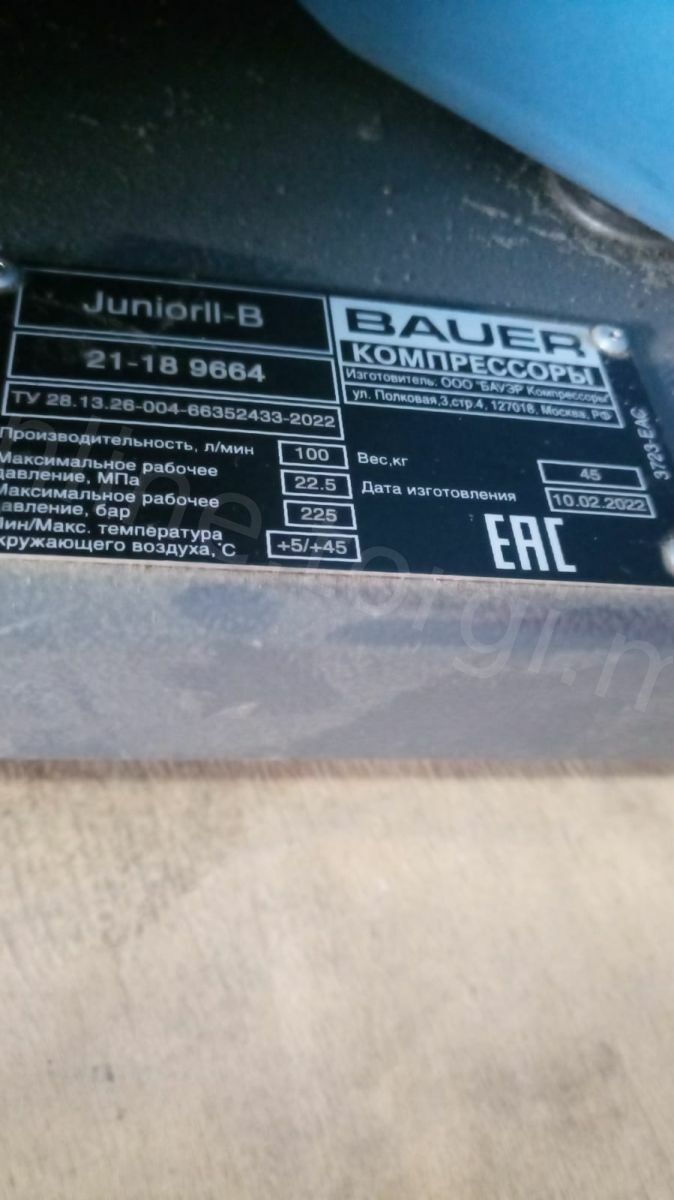 JuniorII-B
21-18 9664
ТУ 28.13.26-004-66352433-2022
BAUER
КОМПРЕССОРЫ
Изготовитель: ООО "БАУЭР Компрессоры"
ул. Полковая,3,стр.4, 127018, Москва, РФ
Производительность, л/мин 100
Максимальное рабочее
давление, МПа 22.5
Максимальное рабочее
давление, бар 225
Мин/Макс. температура
окружающего воздуха,°C +5/+45
Вес,кг 45
Дата изготовления 10.02.2022
EAC
3723-EAC